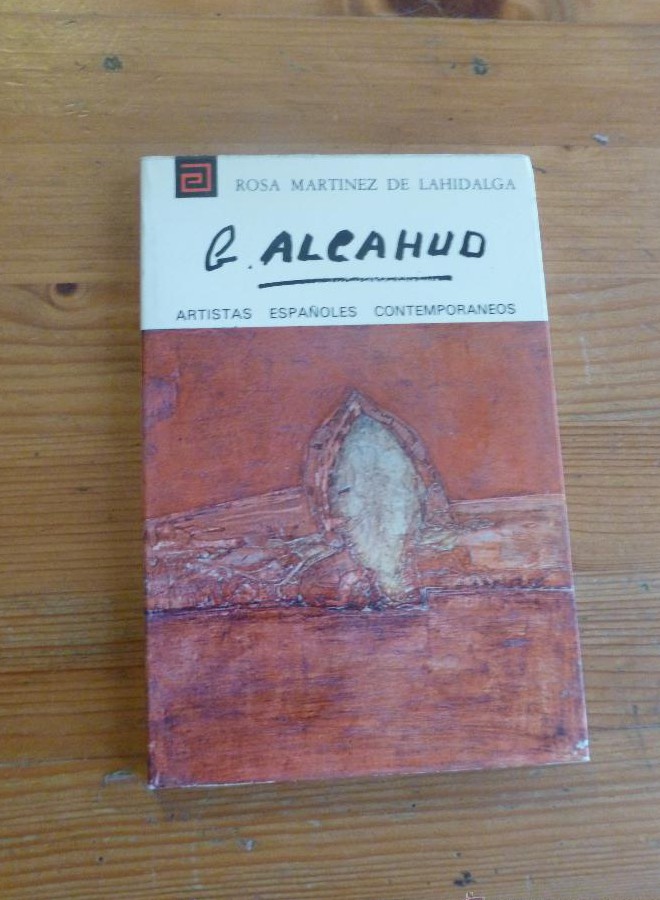 ROSA MARTINEZ DE LAHIDALGA
G. ALCAHUD
ARTISTAS ESPAÑOLES CONTEMPORANEOS